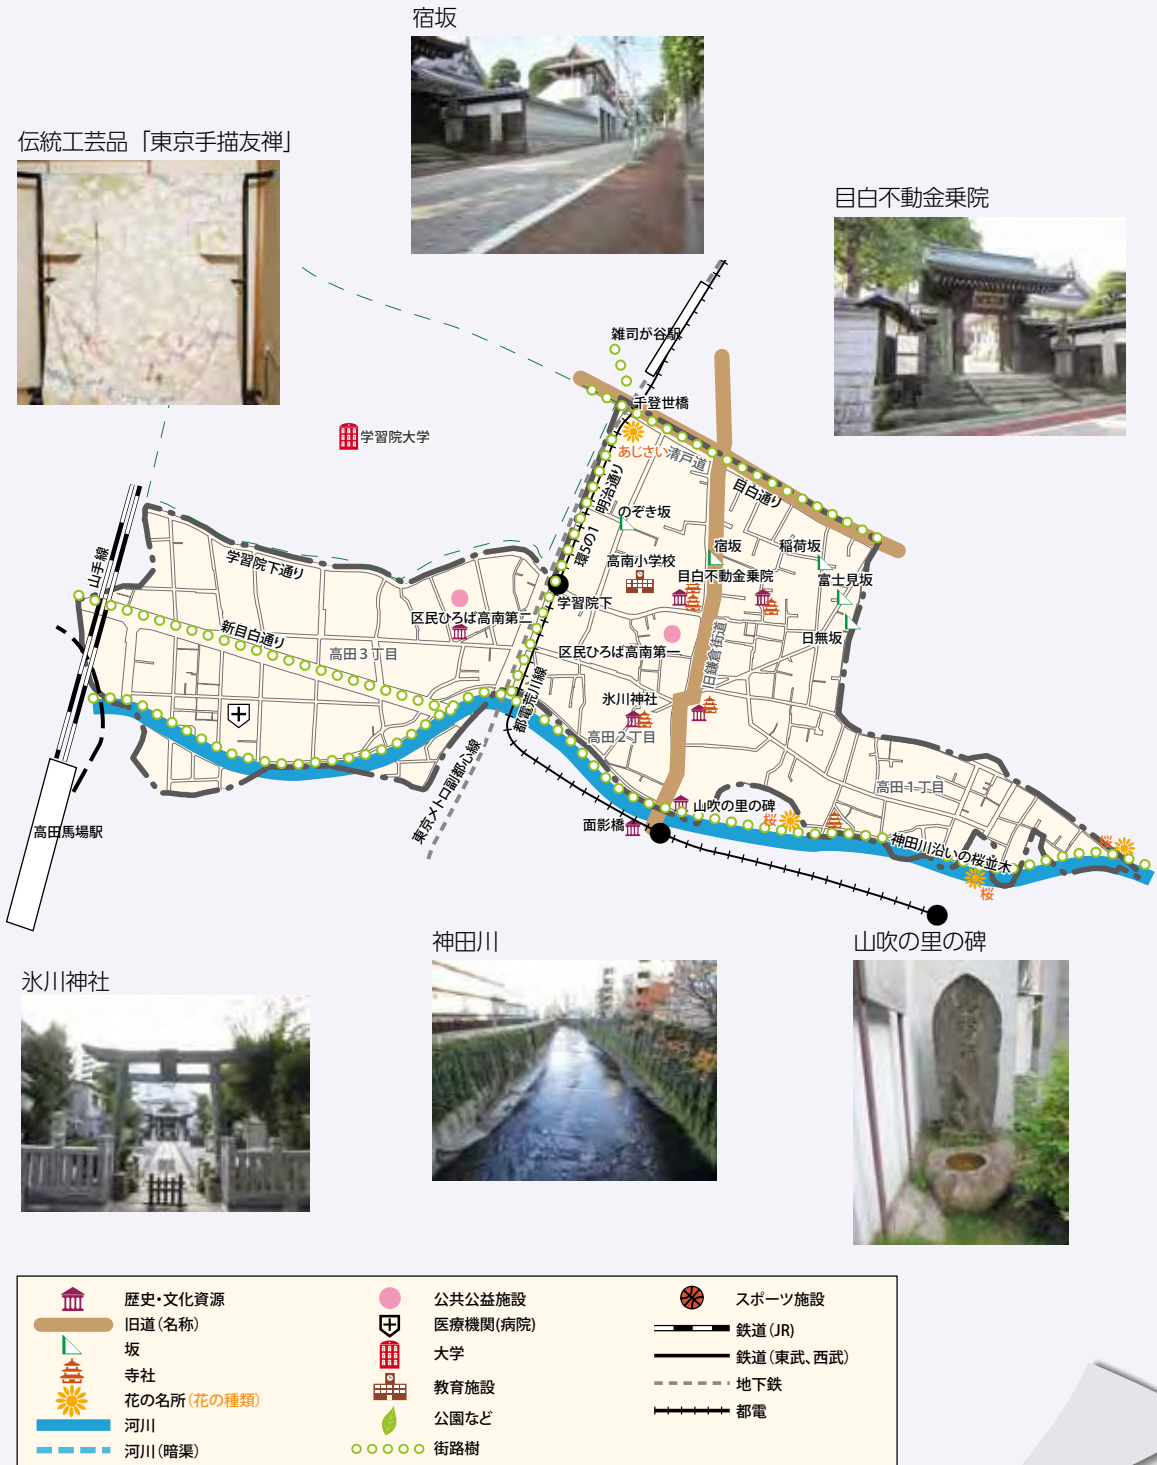 宿坂
伝統工芸品「東京手描友禅」
目白不動金乗院
雑司が谷駅
千登世橋
学習院大学
あじさい
清戸道
目白通り
明治通り
環5の1
のぞき坂
山手線
学習院下通り
高南小学校
宿坂
稲荷坂
目白不動金乗院
富士見坂
学習院下
区民ひろば高南第二
新目白通り
高田3丁目
区民ひろば高南第一
旧鎌倉街道
日無坂
都電荒川線
氷川神社
高田2丁目
東京メトロ副都心線
高田1丁目
山吹の里の碑
面影橋
桜
高田馬場駅
神田川沿いの桜並木
桜
桜
神田川
山吹の里の碑
氷川神社
歴史・文化資源
旧道(名称)
坂
寺社
花の名所(花の種類)
河川
河川(暗渠)
公共公益施設
医療機関(病院)
大学
教育施設
公園など
街路樹
スポーツ施設
鉄道(JR)
鉄道(東武、西武)
地下鉄
都電